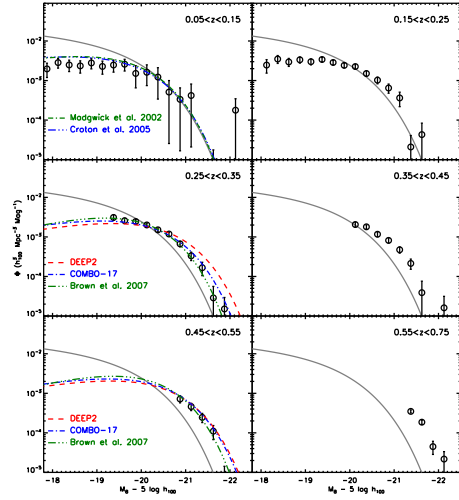 0.05<z<0.15
0.15<z<0.25
10⁻²
10⁻³
10⁻⁴
10⁻⁵
Madgwick et al. 2002
Croton et al. 2005
0.25<z<0.35
0.35<z<0.45
Φ (h³₁₀₀ Mpc⁻³ Mag⁻¹)
10⁻²
10⁻³
10⁻⁴
10⁻⁵
DEEP2
COMBO-17
Brown et al. 2007
0.45<z<0.55
0.55<z<0.75
10⁻²
10⁻³
10⁻⁴
10⁻⁵
DEEP2
COMBO-17
Brown et al. 2007
-18 -19 -20 -21 -22
-18 -19 -20 -21 -22
M_B - 5 log h₁₀₀
M_B - 5 log h₁₀₀